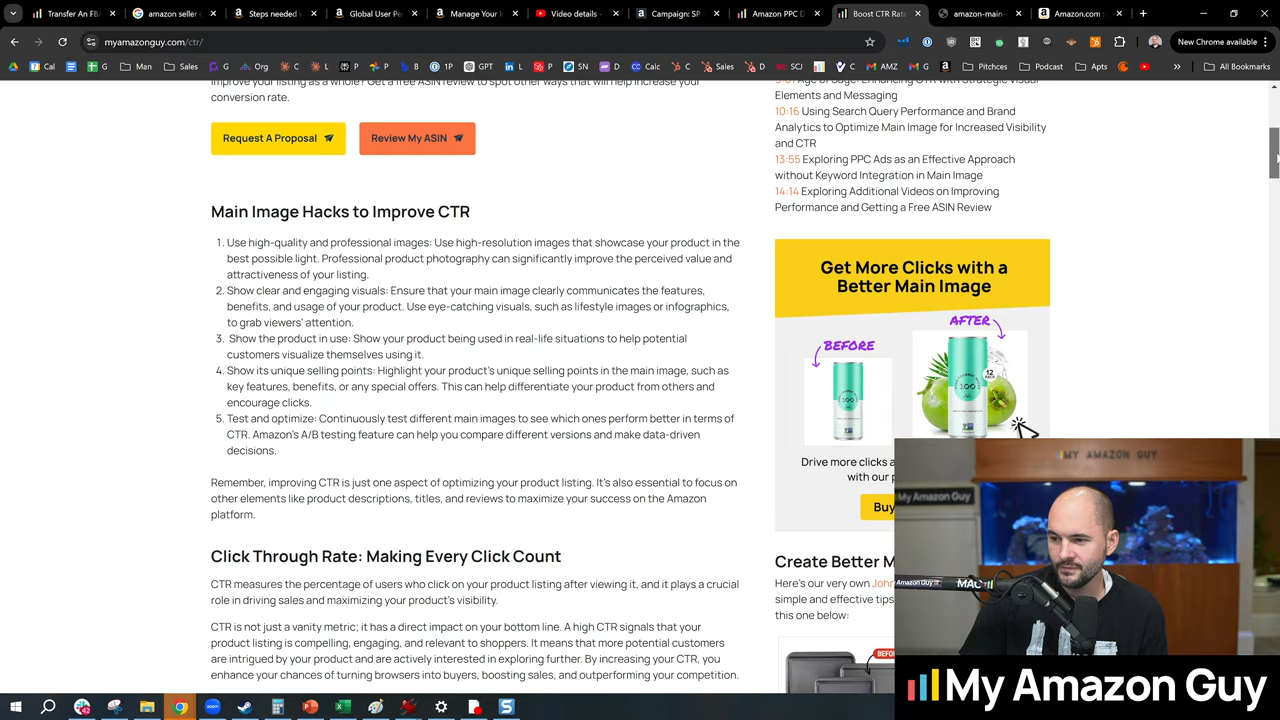 Transfer An FBA
amazon seller c
Steps needed v
Global User Pe
Manage Your I
Video details -
Campaign: SP
Amazon PPC D
Boost CTR Rate
amazon-main-
Amazon.com :
myamazonguy.com/ctr/
New Chrome available
Cal
G
Man
Sales
G
Org
P
1P
in
P
SN
D
Calc
Sales
D
SCJ
C
AMZ
G
Pitchces
Podcast
Apts
All Bookmarks
improve your listing as a whole? Get a free ASIN review to spot other ways that will help increase your
conversion rate.
Request A Proposal
Review My ASIN
Main Image Hacks to Improve CTR
1. Use high-quality and professional images: Use high-resolution images that showcase your product in the
best possible light. Professional product photography can significantly improve the perceived value and
attractiveness of your listing.
2. Show clear and engaging visuals: Ensure that your main image clearly communicates the features,
benefits, and usage of your product. Use eye-catching visuals, such as lifestyle images or infographics,
to grab viewers' attention.
3. Show the product in use: Show your product being used in real-life situations to help potential
customers visualize themselves using it.
4. Show its unique selling points: Highlight your product's unique selling points in the main image, such as
key features, benefits, or any special offers. This can help differentiate your product from others and
encourage clicks.
5. Test and optimize: Continuously test different main images to see which ones perform better in terms of
CTR. Amazon's A/B testing feature can help you compare different versions and make data-driven
decisions.
Remember, improving CTR is just one aspect of optimizing your product listing. It's also essential to focus on
other elements like product descriptions, titles, and reviews to maximize your success on the Amazon
platform.
Click Through Rate: Making Every Click Count
CTR measures the percentage of users who click on your product listing after viewing it, and it plays a crucial
role in driving sales and maximizing your product's visibility.
CTR is not just a vanity metric; it has a direct impact on your bottom line. A high CTR signals that your
product listing is compelling, engaging, and relevant to shoppers. It means that more potential customers
are intrigued by your product and are actively interested in exploring further. By increasing your CTR, you
enhance your chances of turning browsers into buyers, boosting sales, and outperforming your competition.
Elements and Messaging
10:16 Using Search Query Performance and Brand
Analytics to Optimize Main Image for Increased Visibility
and CTR
13:55 Exploring PPC Ads as an Effective Approach
without Keyword Integration in Main Image
14:14 Exploring Additional Videos on Improving
Performance and Getting a Free ASIN Review
Get More Clicks with a
Better Main Image
AFTER
BEFORE
12
PACK
100
100
Drive more clicks a
with our p
Buy
Create Better M
Here's our very own John
simple and effective tips
this one below:
BEFO
MY AMAZON GUY
My Amazon Guy
Amazon Guy
MAG
My Amazon Guy